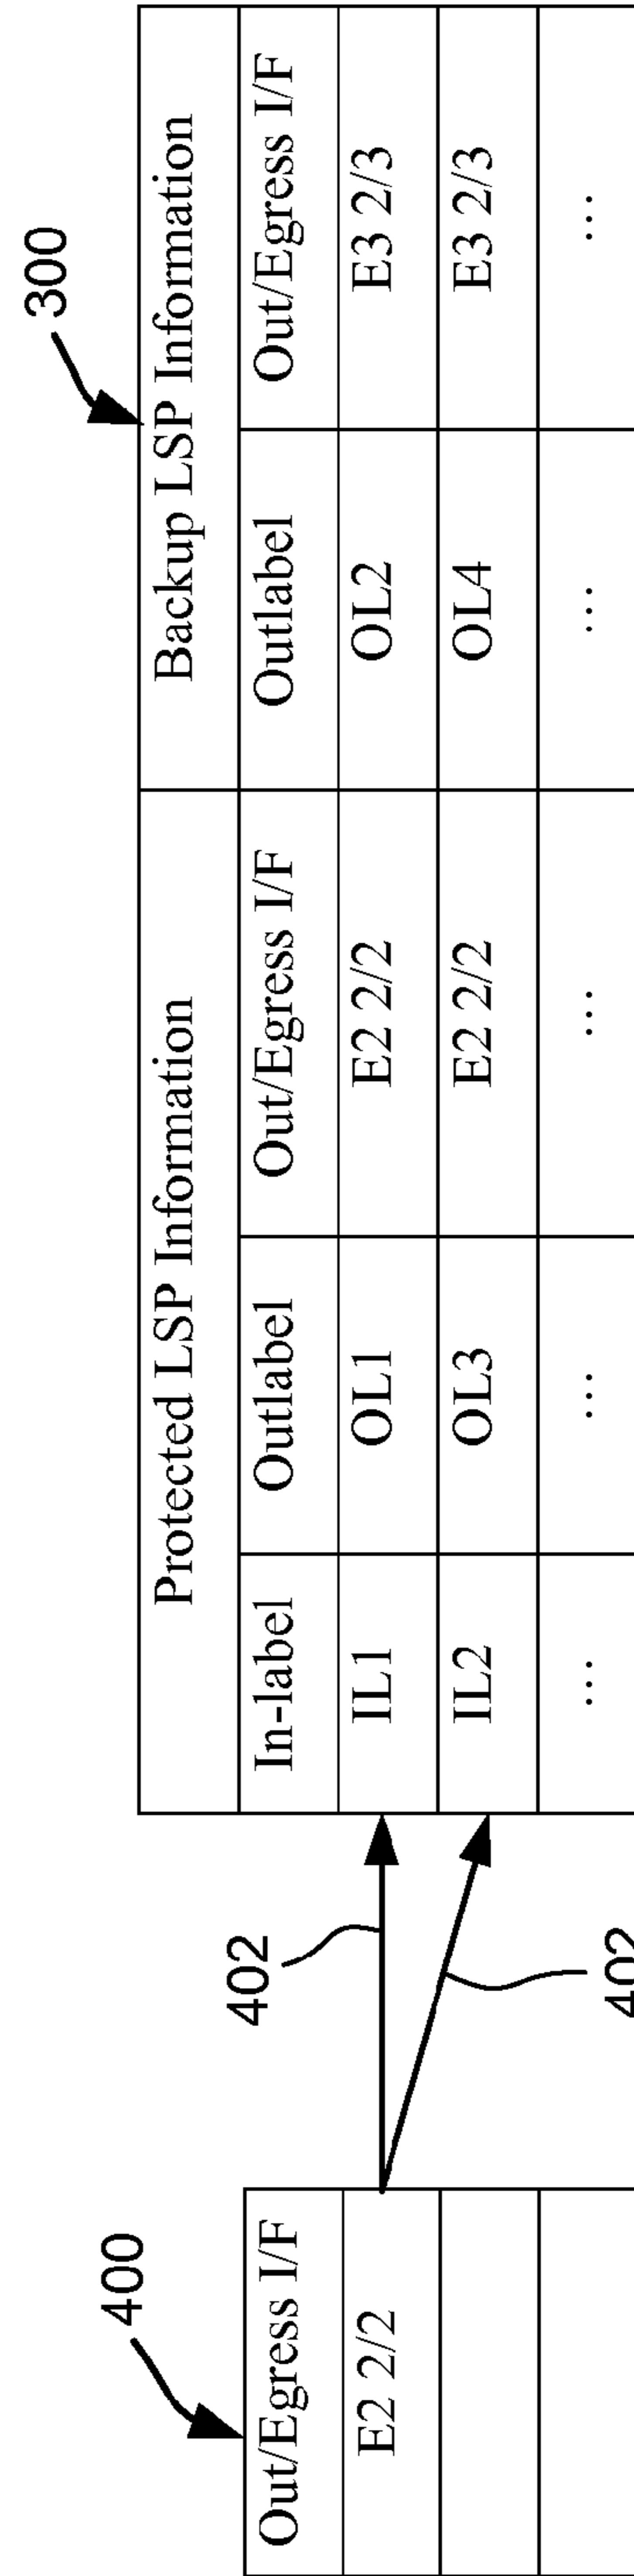 300
Protected LSP Information Backup LSP Information
In-label Outlabel Out/Egress I/F Outlabel Out/Egress I/F
IL1 OL1 E2 2/2 OL2 E3 2/3
IL2 OL3 E2 2/2 OL4 E3 2/3
... ... ... ... ...
402
402
400
Out/Egress I/F
E2 2/2